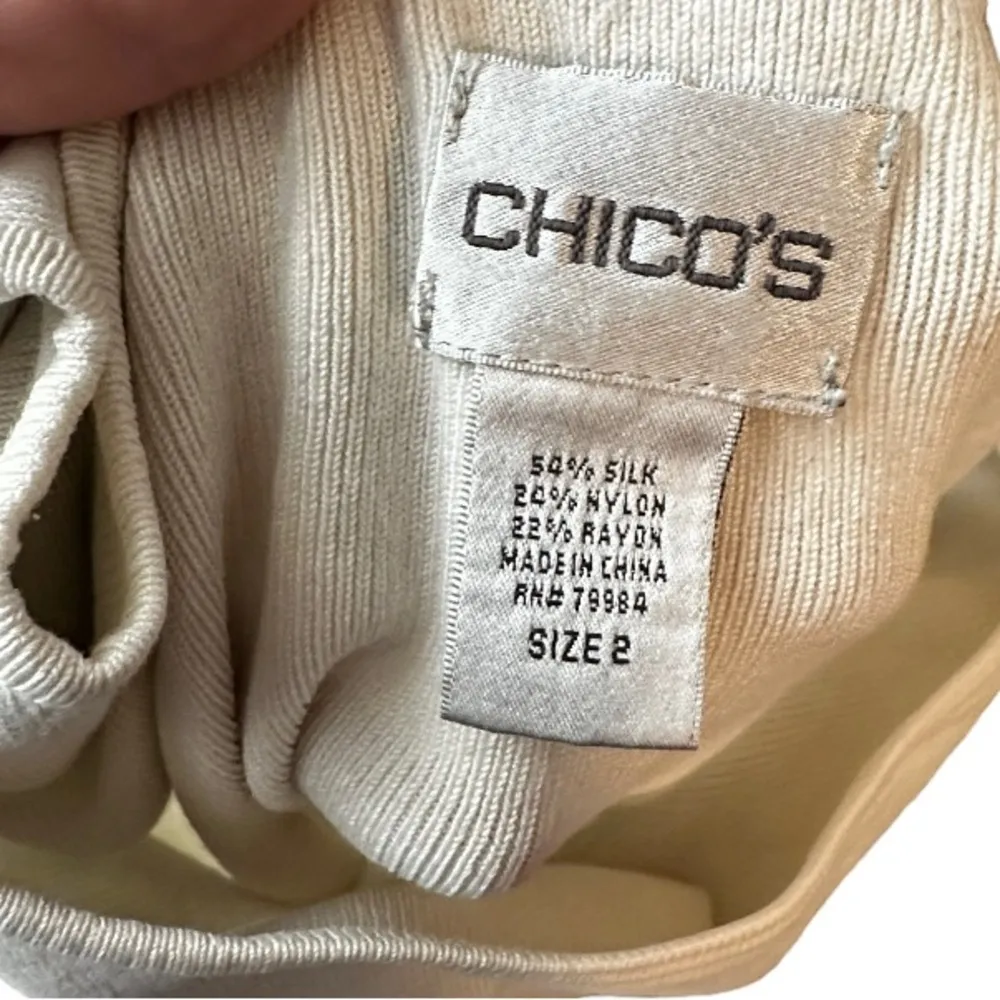 CHICO'S
54% SILK
24% NYLON
22% RAYON
MADE IN CHINA
RN# 79984
SIZE 2